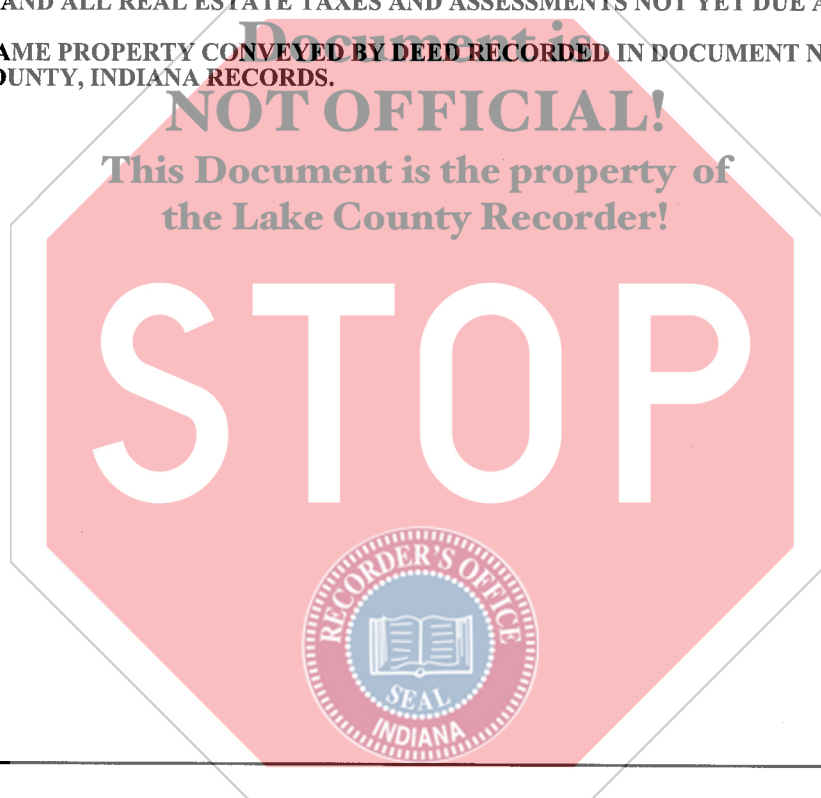 AND ALL REAL ESTATE TAXES AND ASSESSMENTS NOT YET DUE A
Document is
AME PROPERTY CONVEYED BY DEED RECORDED IN DOCUMENT N
OUNTY, INDIANA RECORDS.
NOT OFFICIAL!
This Document is the property of
the Lake County Recorder!
STOP
RECORDER'S OFFICE
SEAL
INDIANA